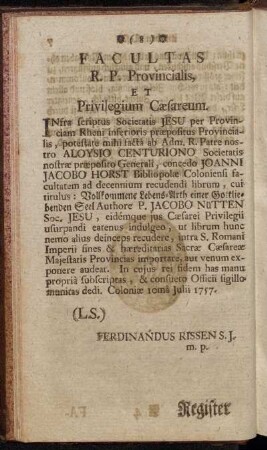 ( 8 )
FACULTAS
R. P. Provincialis,
ET
Privilegium Cæsareum.
INfra scriptus Societatis JESU per Provin-
ciam Rheni inferioris præpositus Provincia-
lis, potestate mihi facta ab Adm. R. Patre nos-
tro ALOYSIO CENTURIONO Societatis
nostræ præposito Generali, concedo JOANNI
JACOBO HORST Bibliopolæ Coloniensi fa-
cultatem ad decennium recudendi librum, cui
titulus: Vollkommene Lebens-Arth einer Gottlie-
benden Seel Authore P. JACOBO NUTTEN
Soc. JESU, eidémque jus Cæsarei Privilegii
usurpandi eatenus indulgeo, ut librum hunc
nemo alius deinceps recudere, intra S. Romani
Imperii fines & hæreditarias Sacræ Cæsareæ
Majestatis Provincias importare, aut venum ex-
ponere audeat. In cujus rei fidem has manu
propriâ subscriptas, & consueto Officii sigillo
munitas dedi. Coloniæ 10mâ Julii 1757.
(L.S.)
FERDINANDUS RISSEN S. J.
m. p.
Register